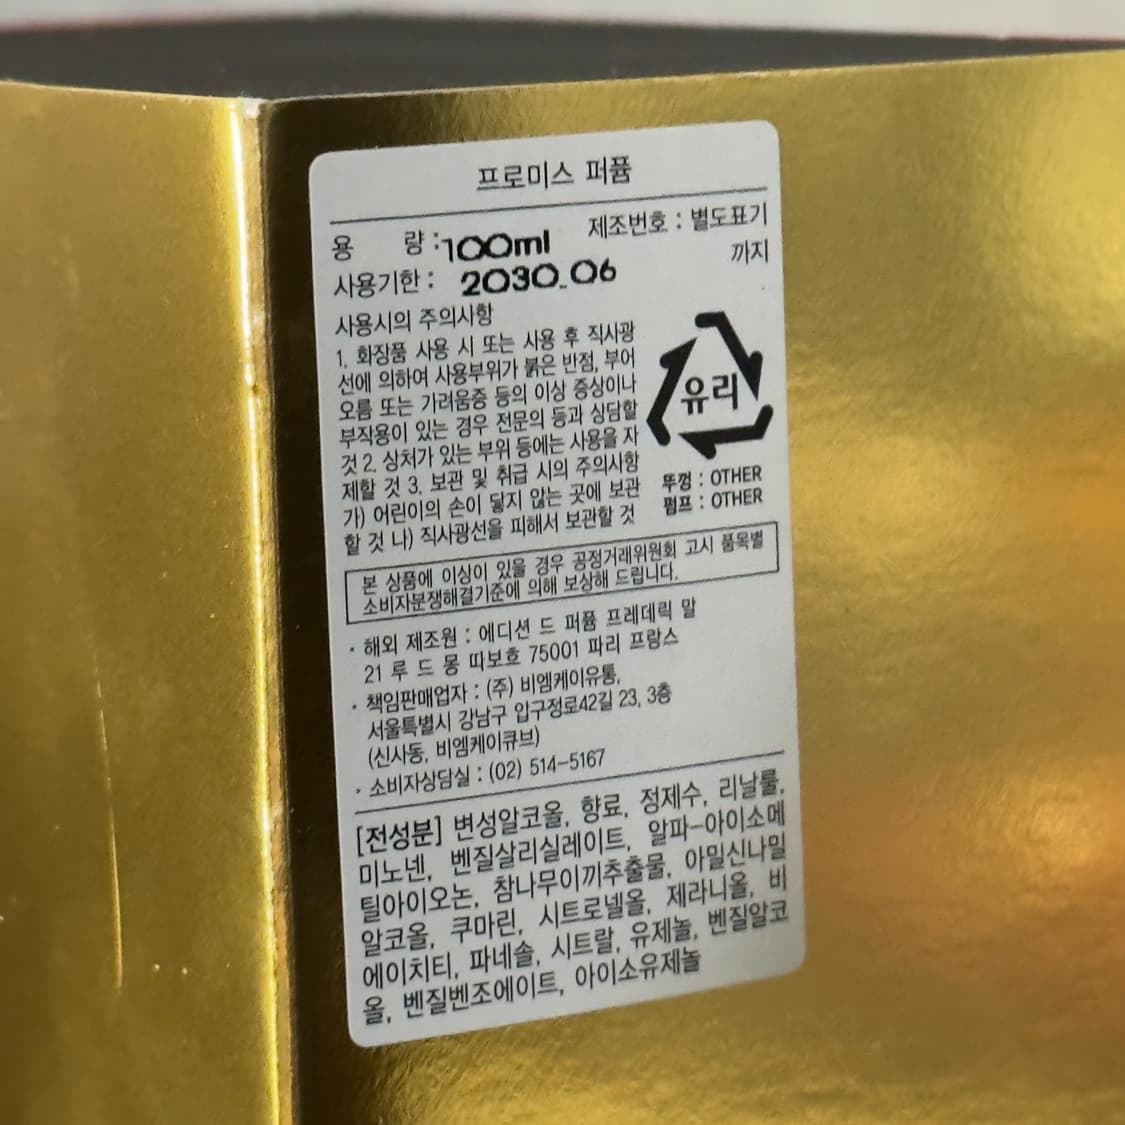 프로미스 퍼퓸
용 량 : 100ml 제조번호 : 별도표기
사용기한 : 2030.06 까지
사용시의 주의사항
1. 화장품 사용 시 또는 사용 후 직사광
선에 의하여 사용부위가 붉은 반점, 부어
오름 또는 가려움증 등의 이상 증상이나
부작용이 있는 경우 전문의 등과 상담할
것 2. 상처가 있는 부위 등에는 사용을 자
제할 것 3. 보관 및 취급 시의 주의사항
가) 어린이의 손이 닿지 않는 곳에 보관
할 것 나) 직사광선을 피해서 보관할 것
유리
뚜껑 : OTHER
펌프 : OTHER
본 상품에 이상이 있을 경우 공정거래위원회 고시 품목별
소비자분쟁해결기준에 의해 보상해 드립니다.
· 해외 제조원 : 에디션 드 퍼퓸 프레데릭 말
21 루 드 몽 따보흐 75001 파리 프랑스
· 책임판매업자 : (주) 비엠케이유통,
서울특별시 강남구 압구정로42길 23, 3층
(신사동, 비엠케이큐브)
· 소비자상담실 : (02) 514-5167
[전성분] 변성알코올, 향료, 정제수, 리날룰,
미노넨, 벤질살리실레이트, 알파-아이소메
틸아이오논, 참나무이끼추출물, 아밀신나밀
알코올, 쿠마린, 시트로넬올, 제라니올, 비
에이치티, 파네솔, 시트랄, 유제놀, 벤질알코
올, 벤질벤조에이트, 아이소유제놀